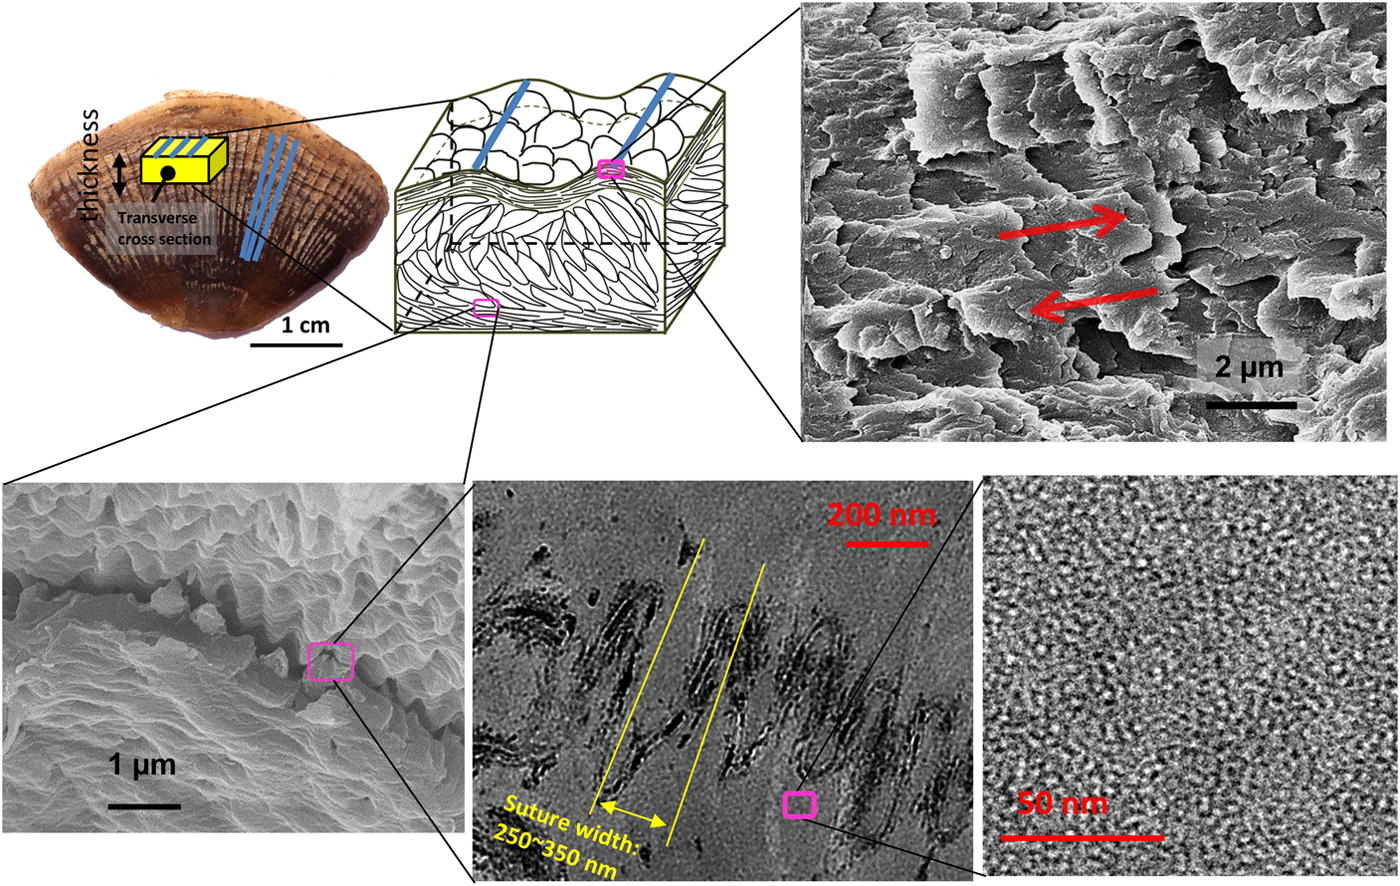 thickness
Transverse
cross section
1 cm
2 μm
1 μm
200 nm
Suture width:
250~350 nm
50 nm